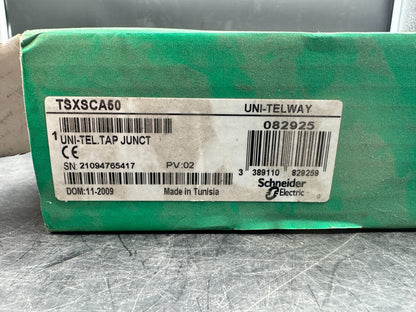 TSXSCA50 UNI-TELWAY
082925
1
UNI-TEL.TAP JUNCT
CE
SN: 21094765417 PV:02
3 389110 829259
DOM:11-2009 Made in Tunisia
Schneider
Electric